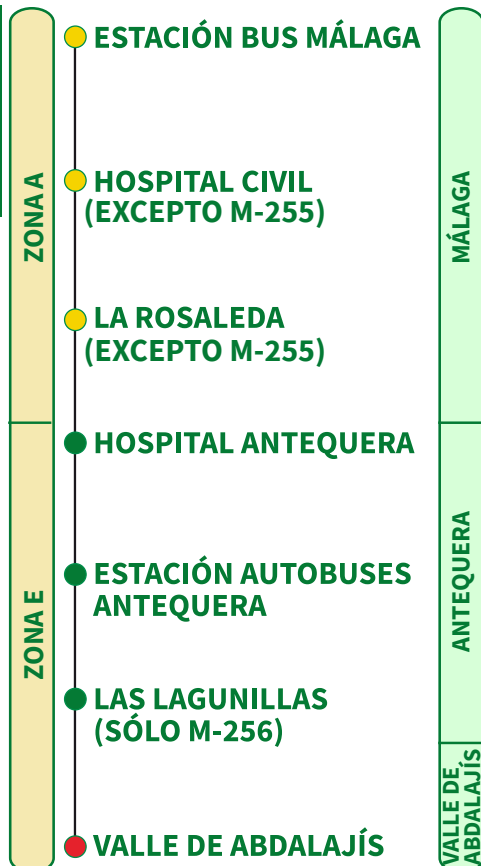 ESTACIÓN BUS MÁLAGA
HOSPITAL CIVIL
(EXCEPTO M-255)
LA ROSALEDA
(EXCEPTO M-255)
HOSPITAL ANTEQUERA
ESTACIÓN AUTOBUSES
ANTEQUERA
LAS LAGUNILLAS
(SÓLO M-256)
VALLE DE ABDALAJÍS
ZONA A
ZONA E
MÁLAGA
ANTEQUERA
VALLE DE
ABDALAJÍS